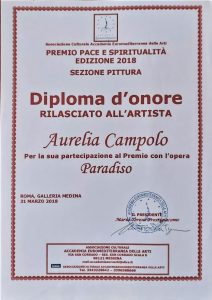 Associazione Culturale Accademia Euromediterranea delle Arti
PREMIO PACE E SPIRITUALITÀ
EDIZIONE 2018
SEZIONE PITTURA
Diploma d'onore
RILASCIATO ALL'ARTISTA
Aurelia Campolo
Per la sua partecipazione al Premio con l'opera
Paradiso
ROMA, GALLERIA MEDINA
31 MARZO 2018
IL PRESIDENTE
Maria Teresa
ASSOCIAZIONE CULTURALE
ACCADEMIA EUROMEDITERRANEA DELLE ARTI